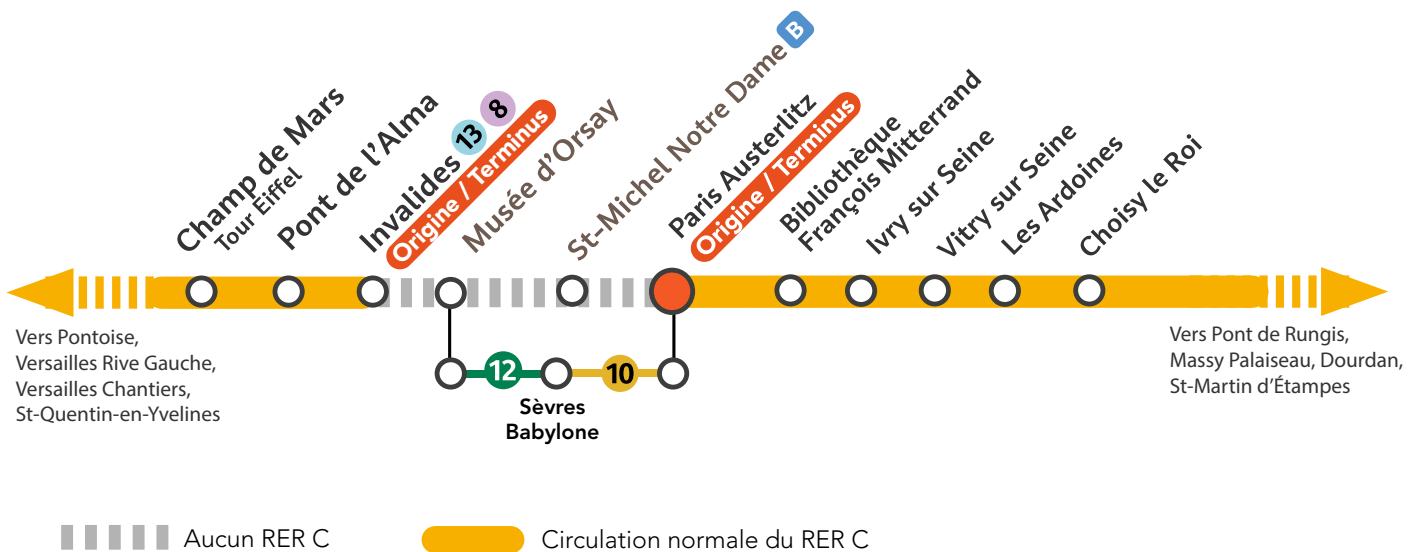 Champ de Mars
Tour Eiffel
Pont de l'Alma
Invalides 13 8
Origine / Terminus
Musée d'Orsay
St-Michel Notre Dame B
Paris Austerlitz
Origine / Terminus
Bibliothèque
François Mitterrand
Ivry sur Seine
Vitry sur Seine
Les Ardoines
Choisy le Roi
Vers Pontoise,
Versailles Rive Gauche,
Versailles Chantiers,
St-Quentin-en-Yvelines
12
10
Sèvres
Babylone
Vers Pont de Rungis,
Massy Palaiseau, Dourdan,
St-Martin d'Étampes
Aucun RER C
Circulation normale du RER C